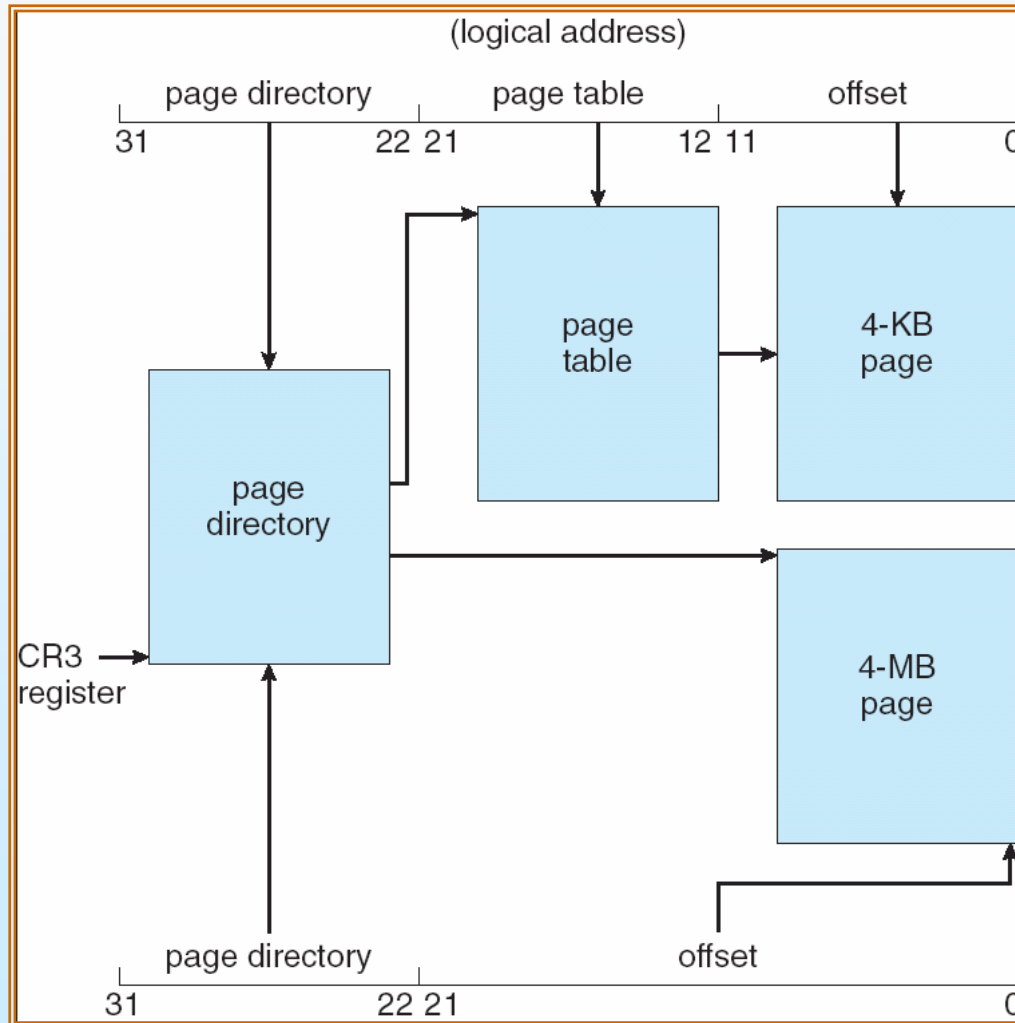 (logical address)
page directory page table offset
31 22 21 12 11 0
page
table
4-KB
page
page
directory
CR3
register
4-MB
page
page directory offset
31 22 21 0